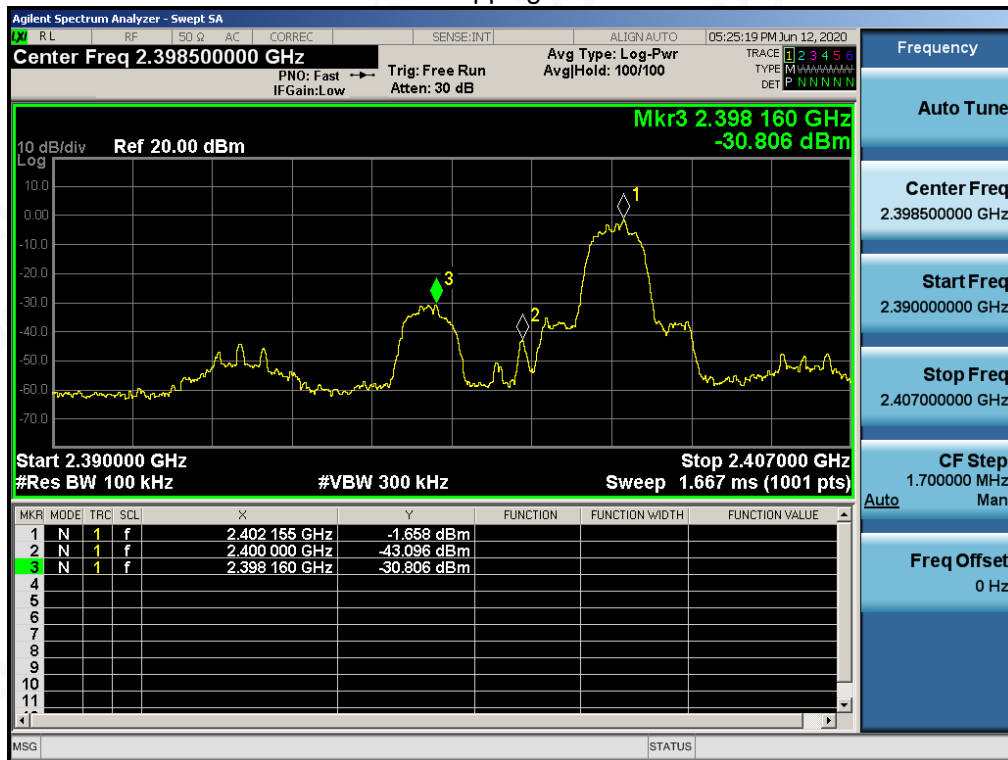 pping
Agilent Spectrum Analyzer - Swept SA
LXI RL RF 50 Ω AC CORREC SENSE:INT ALIGN AUTO 05:25:19 PM Jun 12, 2020
Center Freq 2.398500000 GHz
PNO: Fast
IFGain:Low
Trig: Free Run
Atten: 30 dB
Avg Type: Log-Pwr
Avg|Hold: 100/100
TRACE 1 2 3 4 5 6
TYPE M
DET P N N N N N
Mkr3 2.398 160 GHz
-30.806 dBm
10 dB/div Ref 20.00 dBm
Log
10.0
0.00
-10.0
-20.0
-30.0
-40.0
-50.0
-60.0
-70.0
1
3
2
Start 2.390000 GHz Stop 2.407000 GHz
#Res BW 100 kHz #VBW 300 kHz Sweep 1.667 ms (1001 pts)
MKR MODE TRC SCL X Y FUNCTION FUNCTION WIDTH FUNCTION VALUE
1 N 1 f 2.402 155 GHz -1.658 dBm
2 N 1 f 2.400 000 GHz -43.096 dBm
3 N 1 f 2.398 160 GHz -30.806 dBm
4
5
6
7
8
9
10
11
MSG STATUS
Frequency
Auto Tune
Center Freq
2.398500000 GHz
Start Freq
2.390000000 GHz
Stop Freq
2.407000000 GHz
CF Step
1.700000 MHz
Auto Man
Freq Offset
0 Hz